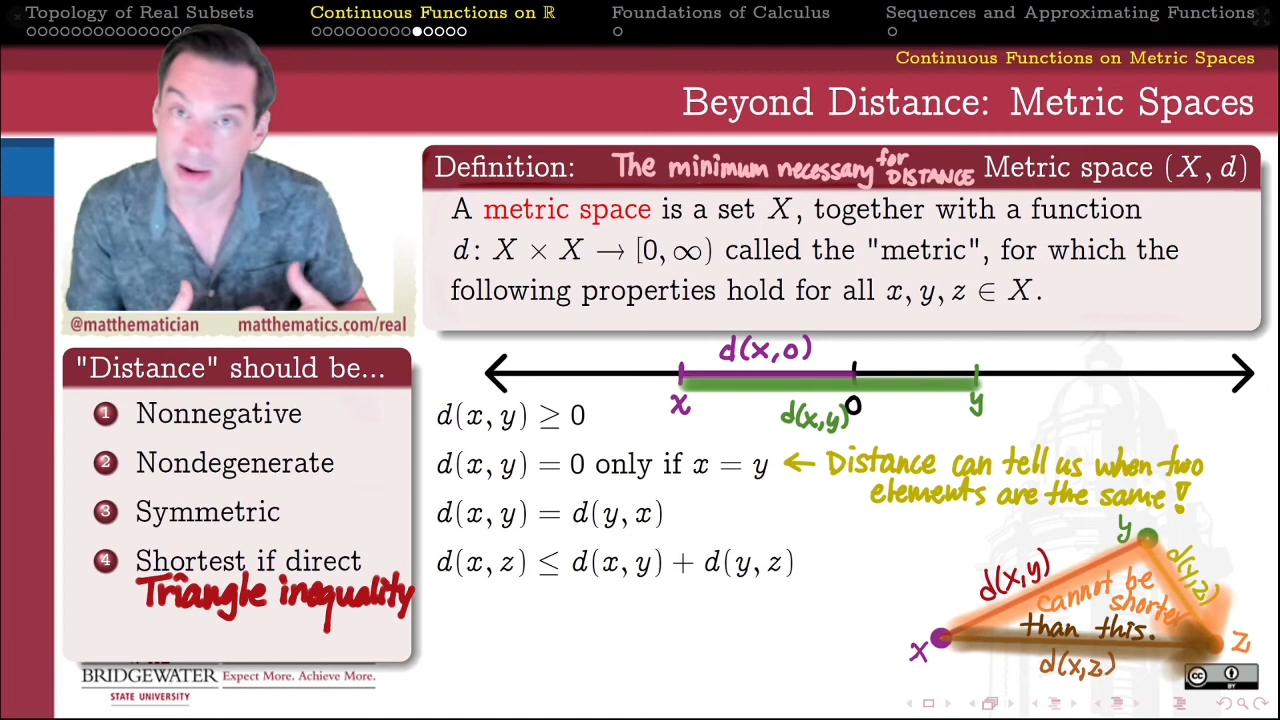 Topology of Real Subsets
Continuous Functions on ℝ
Foundations of Calculus
Sequences and Approximating Functions
Continuous Functions on Metric Spaces
Beyond Distance: Metric Spaces
Definition: The minimum necessary for DISTANCE Metric space (X, d)
A metric space is a set X, together with a function
d: X × X → [0, ∞) called the "metric", for which the
following properties hold for all x, y, z ∈ X.
@matthematician matthematics.com/real
"Distance" should be...
1 Nonnegative
2 Nondegenerate
3 Symmetric
4 Shortest if direct
Triangle inequality
d(x,0)
x d(x,y) 0 y
d(x, y) ≥ 0
d(x, y) = 0 only if x = y ← Distance can tell us when two
elements are the same!
d(x, y) = d(y, x)
d(x, z) ≤ d(x, y) + d(y, z)
y
d(x,y)
d(y,z)
cannot be
shorter
than this.
x
z
d(x,z)
BRIDGEWATER
STATE UNIVERSITY
Expect More. Achieve More.
cc
BY